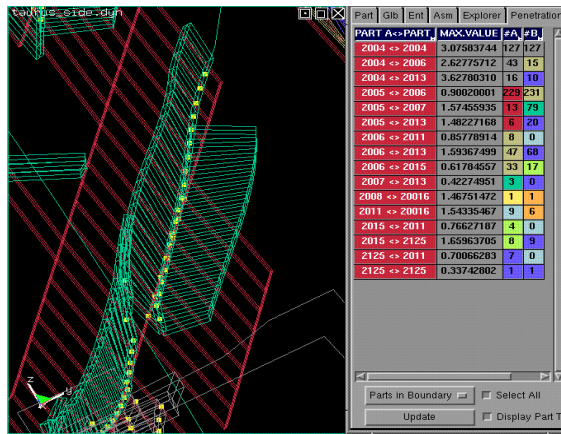 taurus_side.dyn
Part Glb Ent Asm Explorer Penetration
PART A<>PART MAX.VALUE #A #B
2004 <> 2004 3.07583744 127 127
2004 <> 2006 2.62775712 43 15
2004 <> 2013 3.62780310 16 10
2005 <> 2006 0.90020001 229 231
2005 <> 2007 1.57455935 13 79
2005 <> 2013 1.48227168 6 20
2006 <> 2011 0.85778914 8 0
2006 <> 2013 1.59367499 47 68
2006 <> 2015 0.61784557 33 17
2007 <> 2013 0.42274951 3 0
2008 <> 20016 1.46751472 1 1
2011 <> 20016 1.54335467 9 6
2015 <> 2011 0.76627187 4 0
2015 <> 2125 1.65963705 8 9
2125 <> 2011 0.70066283 7 0
2125 <> 2125 0.33742802 1 1
z y
Parts in Boundary Select All
Update Display Part T